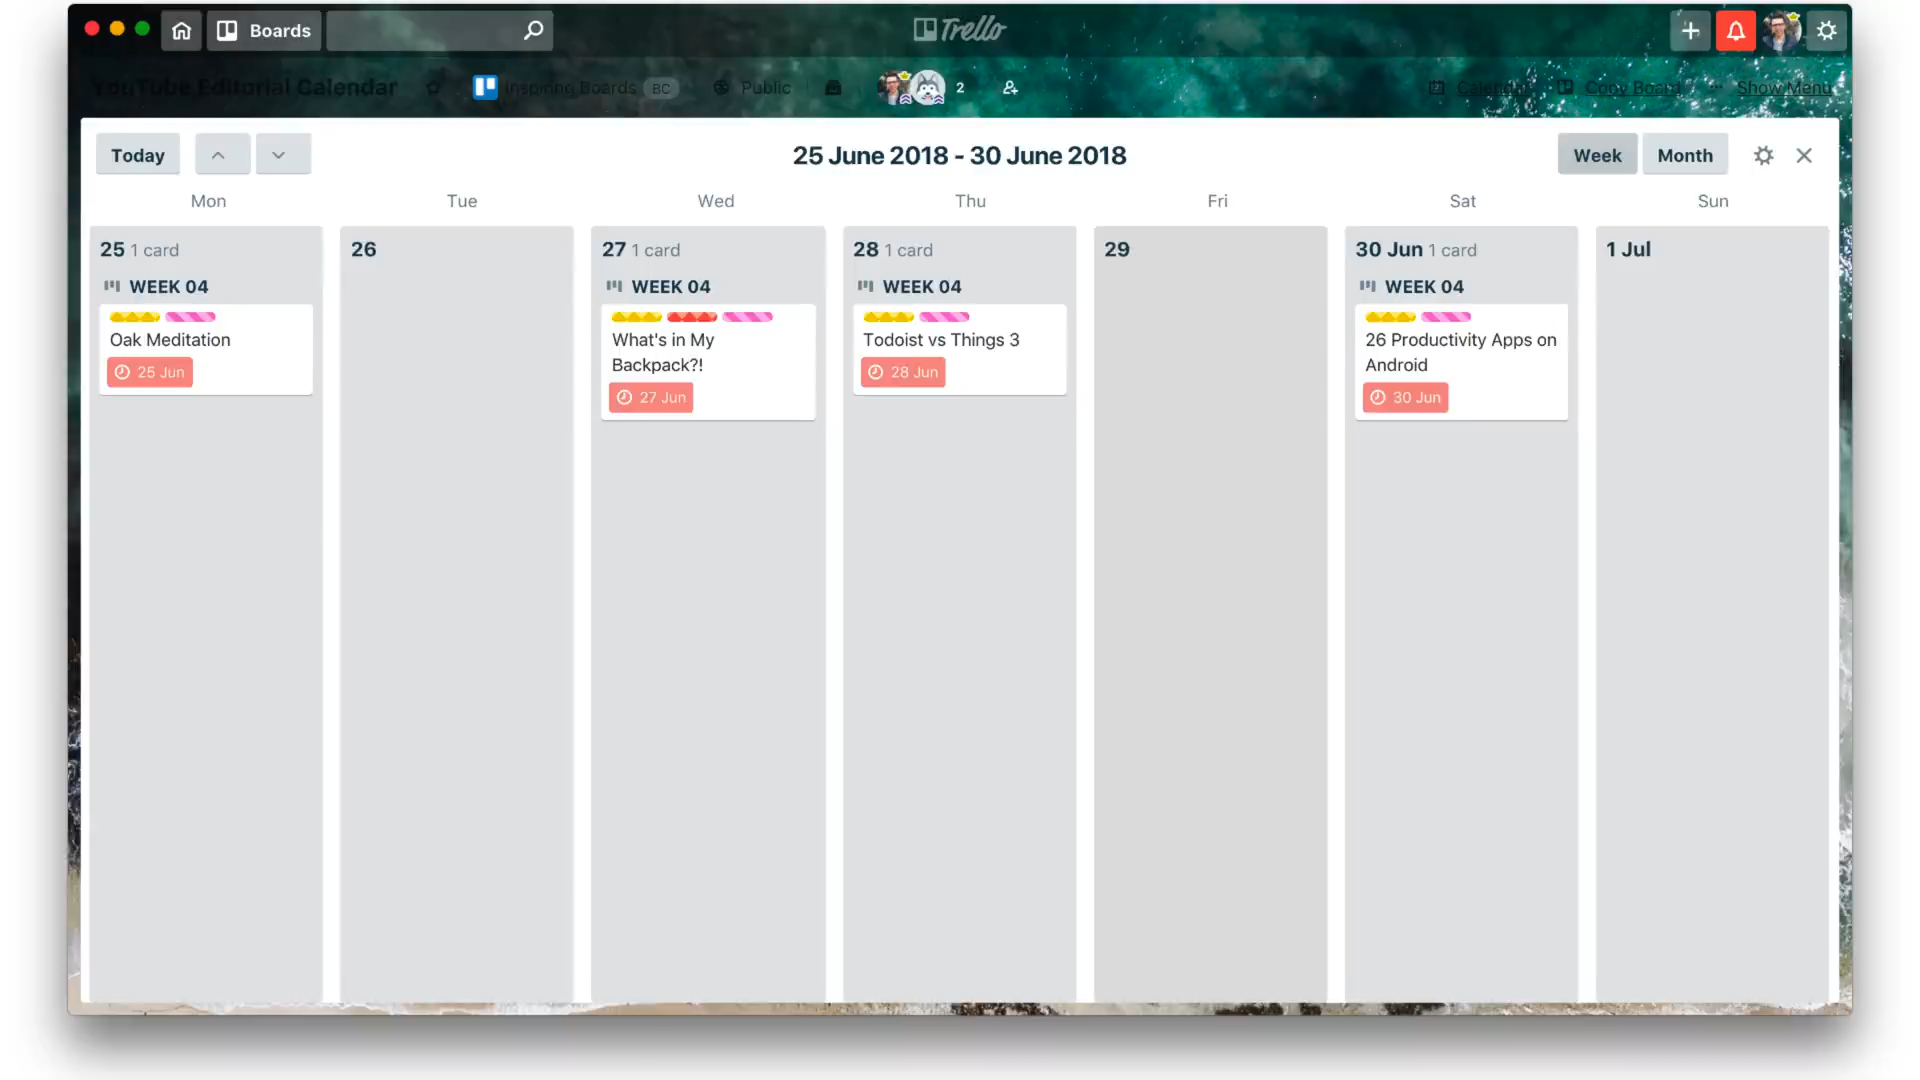 Boards
Trello
YouTube Editorial Calendar
Inspiring Boards BC
Public
2
Calendar
Copy Board
Show Menu
Today
25 June 2018 - 30 June 2018
Week
Month
Mon
Tue
Wed
Thu
Fri
Sat
Sun
25 1 card
WEEK 04
Oak Meditation
25 Jun
26
27 1 card
WEEK 04
What's in My
Backpack?!
27 Jun
28 1 card
WEEK 04
Todoist vs Things 3
28 Jun
29
30 Jun 1 card
WEEK 04
26 Productivity Apps on
Android
30 Jun
1 Jul